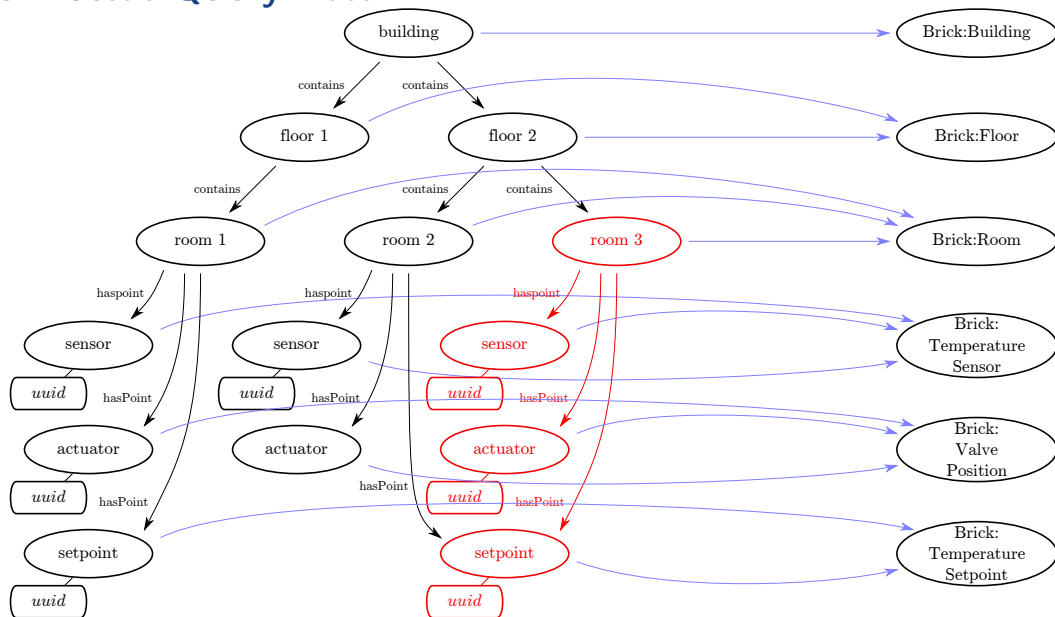 building
Brick:Building
contains
contains
floor 1
floor 2
Brick:Floor
contains
contains
contains
room 1
room 2
room 3
Brick:Room
haspoint
haspoint
haspoint
sensor
sensor
sensor
Brick:
Temperature
Sensor
uuid
uuid
uuid
hasPoint
hasPoint
hasPoint
actuator
actuator
actuator
Brick:
Valve
Position
uuid
uuid
hasPoint
hasPoint
hasPoint
setpoint
setpoint
Brick:
Temperature
Setpoint
uuid
uuid